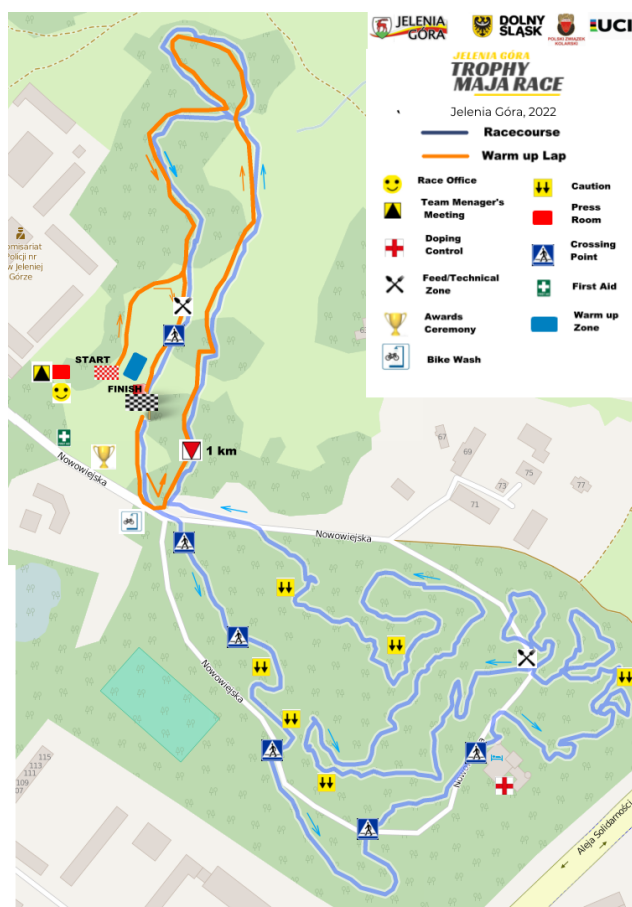 JELENIA
GÓRA
DOLNY
ŚLĄSK
POLSKI ZWIĄZEK
KOLARSKI
UCI
JELENIA GÓRA
TROPHY
MAJA RACE
Jelenia Góra, 2022
Racecourse
Warm up Lap
Race Office
Caution
Team Menager's
Meeting
Press
Room
Doping
Control
Crossing
Point
Feed/Technical
Zone
First Aid
Awards
Ceremony
Warm up
Zone
Bike Wash
omisariat
Policji nr
w Jeleniej
Górze
START
FINISH
1 km
Nowowiejska
Nowowiejska
Nowowiejska
67
69
71
73
75
77
115
113
111
109
107
Aleja Solidarności